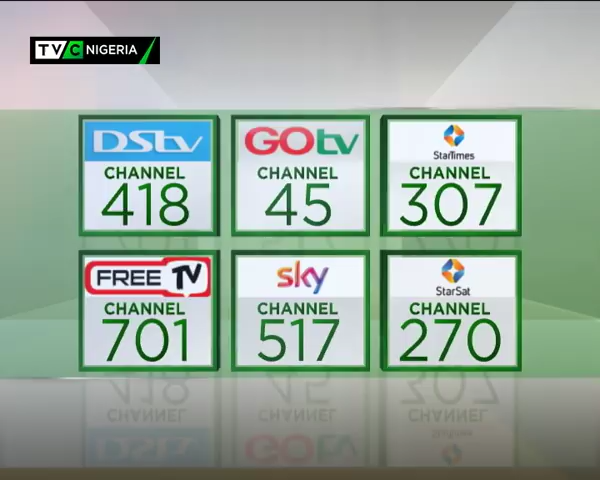 TVC NIGERIA
DStv
CHANNEL
418
GOtv
CHANNEL
45
StarTimes
CHANNEL
307
FREE TV
CHANNEL
701
sky
CHANNEL
517
StarSat
CHANNEL
270